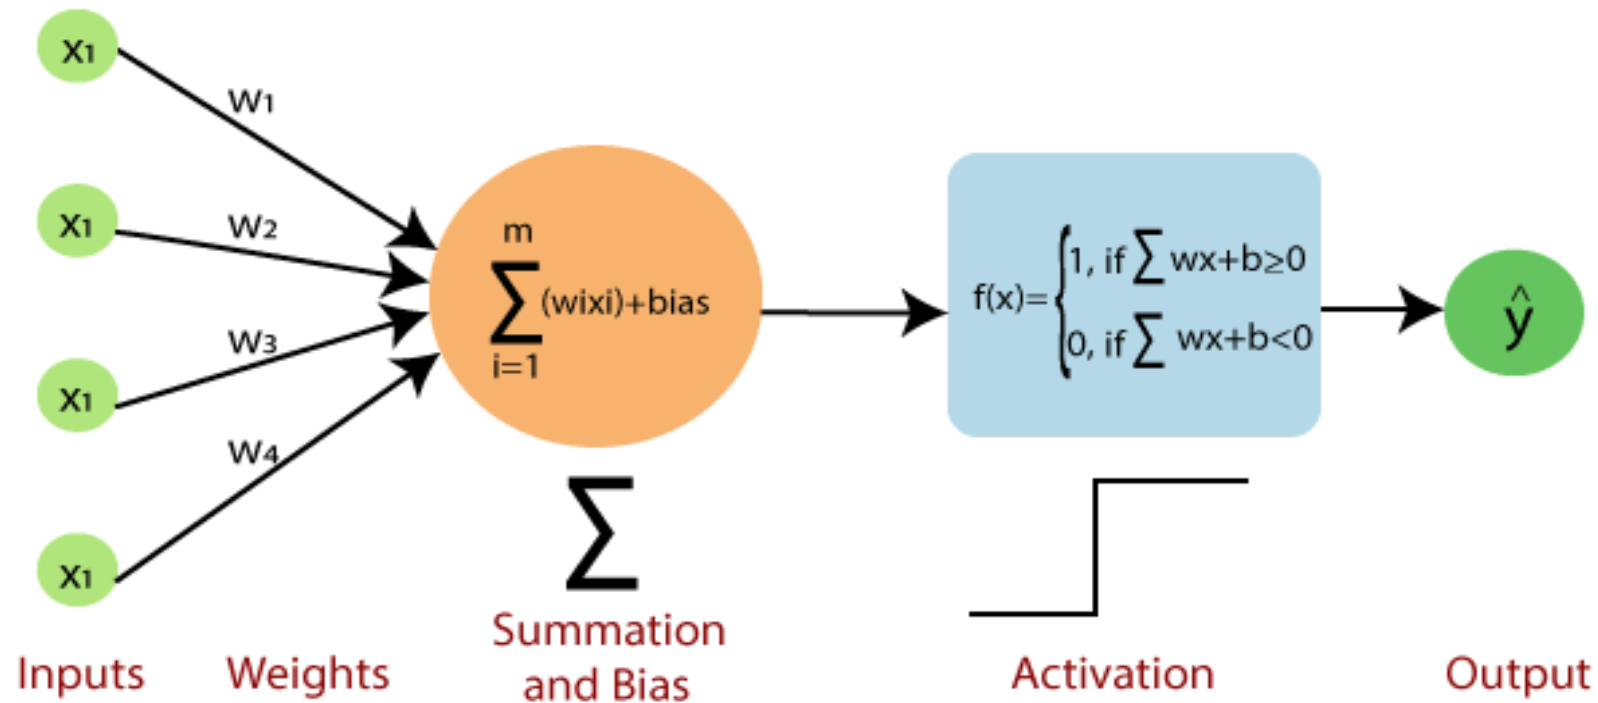 x1
w1
x1
w2
x1
w3
x1
w4
m
∑(wixi)+bias
i=1
f(x)={1, if ∑ wx+b≥0
0, if ∑ wx+b<0
ŷ
∑
Summation
and Bias
Inputs
Weights
Activation
Output